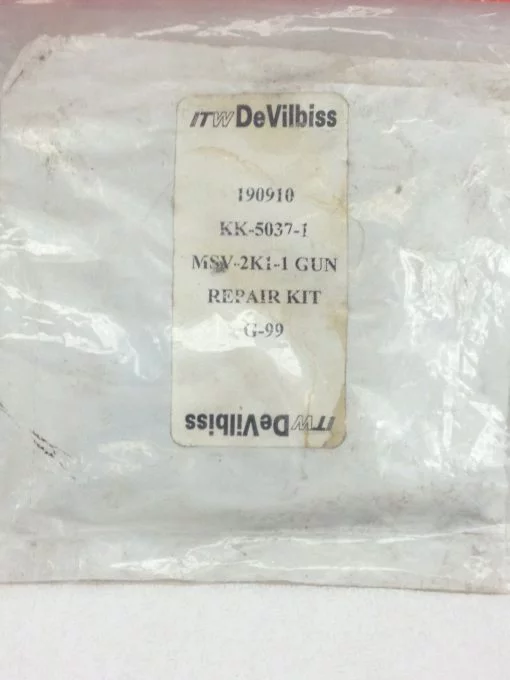 ITW DeVilbiss
190910
KK-5037-1
MSV-2K1-1 GUN
REPAIR KIT
G-99
ITW DeVilbiss